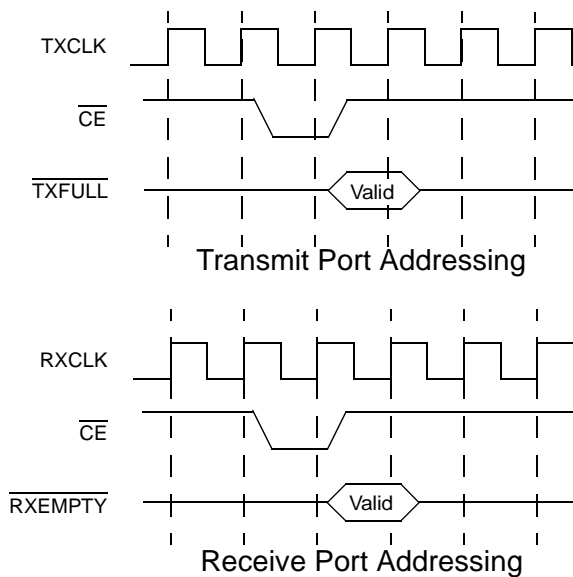 TXCLK
CE
TXFULL
Valid
Transmit Port Addressing
RXCLK
CE
RXEMPTY
Valid
Receive Port Addressing